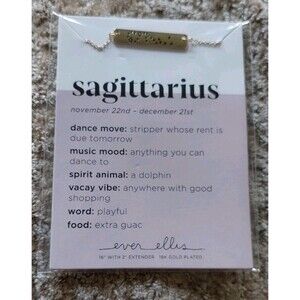 sagittarius
november 22nd – december 21st
dance move: stripper whose rent is
due tomorrow
music mood: anything you can
dance to
spirit animal: a dolphin
vacay vibe: anywhere with good
shopping
word: playful
food: extra guac
ever ellis
16" WITH 2" EXTENDER 18K GOLD PLATED